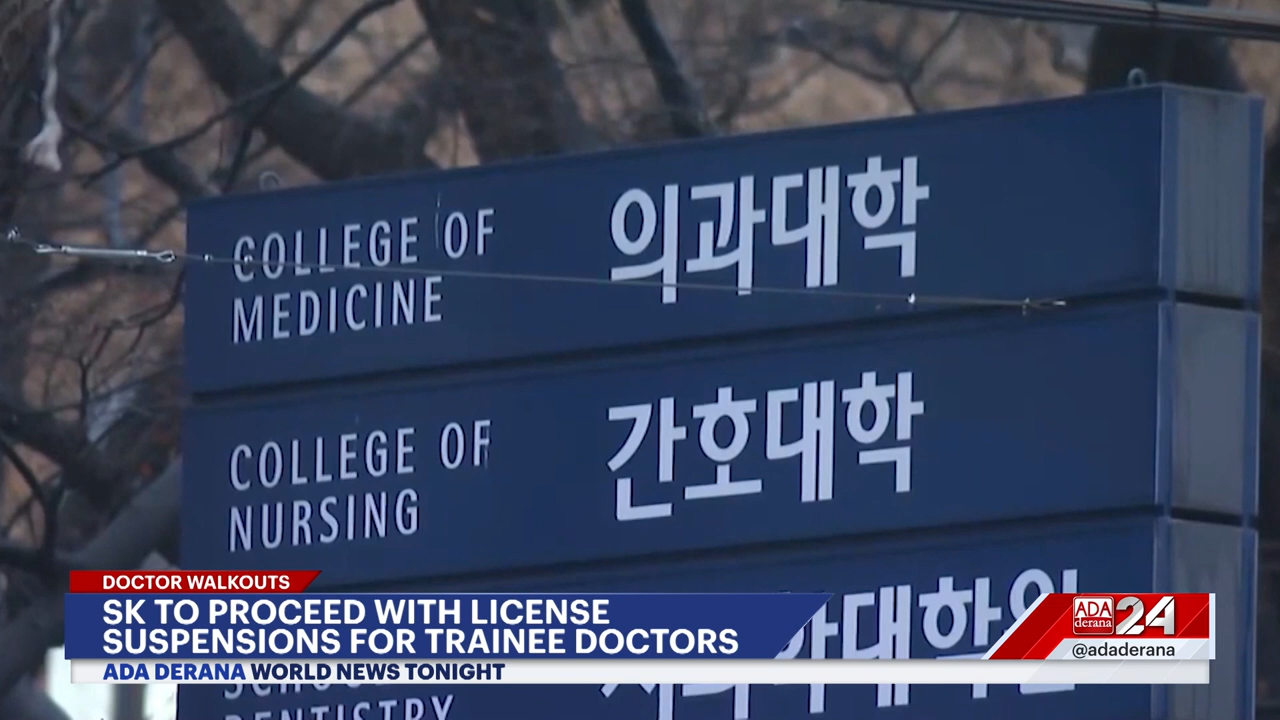 COLLEGE OF
MEDICINE
의과대학
COLLEGE OF
NURSING
간호대학
DOCTOR WALKOUTS
SK TO PROCEED WITH LICENSE
SUSPENSIONS FOR TRAINEE DOCTORS
ADA DERANA WORLD NEWS TONIGHT
ADA
derana
24
@adaderana
DENTISTRY